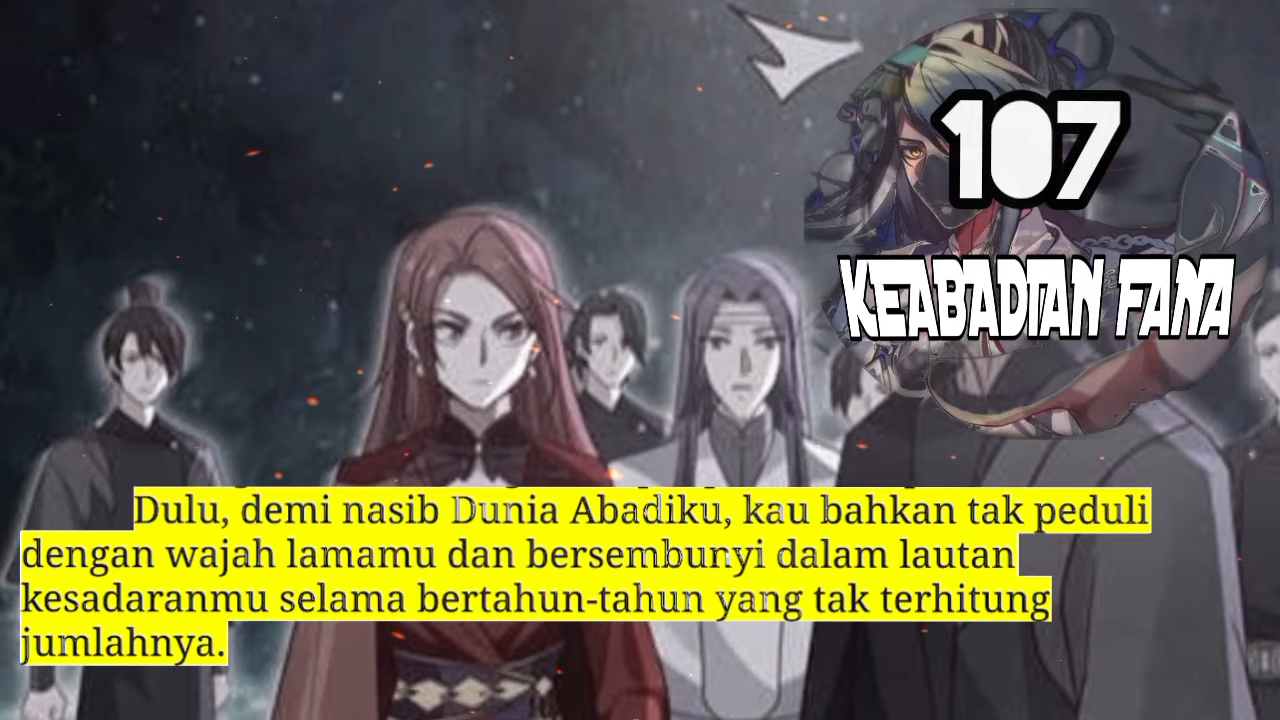 107
KEABADIAN FANA
Dulu, demi nasib Dunia Abadiku, kau bahkan tak peduli
dengan wajah lamamu dan bersembunyi dalam lautan
kesadaranmu selama bertahun-tahun yang tak terhitung
jumlahnya.